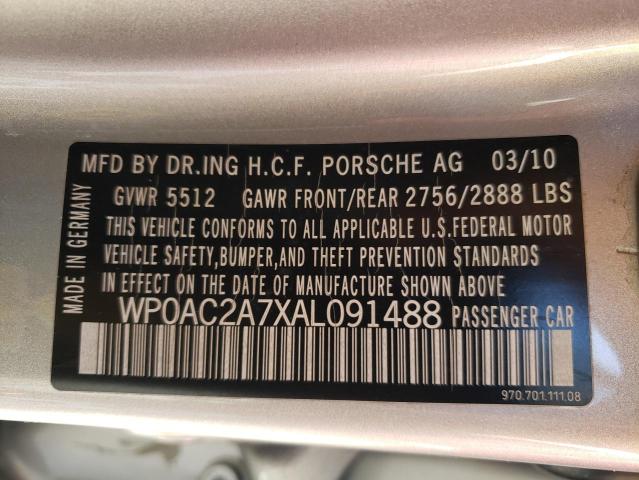 MFD BY DR.ING H.C.F. PORSCHE AG 03/10
GVWR 5512 GAWR FRONT/REAR 2756/2888 LBS
THIS VEHICLE CONFORMS TO ALL APPLICABLE U.S.FEDERAL MOTOR
VEHICLE SAFETY,BUMPER,AND THEFT PREVENTION STANDARDS
IN EFFECT ON THE DATE OF MANUFACTURE SHOWN ABOVE
WP0AC2A7XAL091488 PASSENGER CAR
MADE IN GERMANY
970.701.111.08